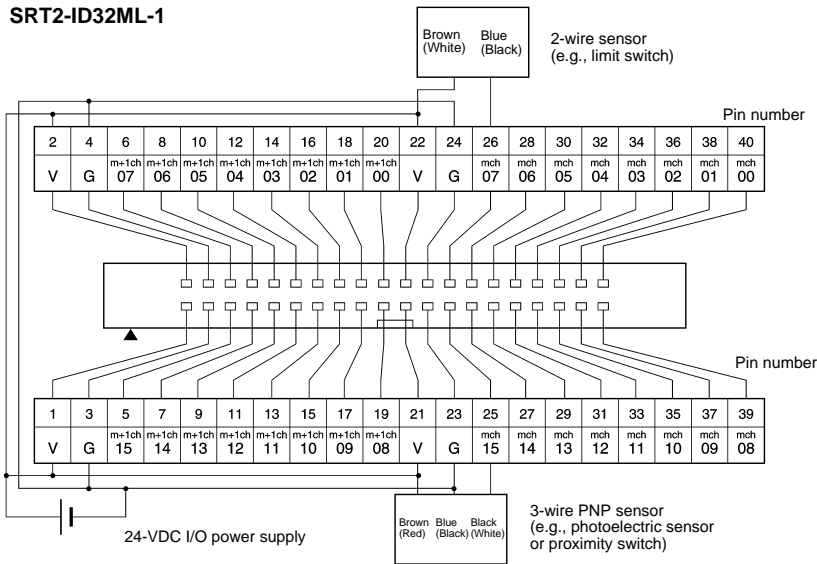 SRT2-ID32ML-1
Brown Blue
(White) (Black)
2-wire sensor
(e.g., limit switch)
Pin number
2 4 6 8 10 12 14 16 18 20 22 24 26 28 30 32 34 36 38 40
m+1ch m+1ch m+1ch m+1ch m+1ch m+1ch m+1ch m+1ch mch mch mch mch mch mch mch mch
V G 07 06 05 04 03 02 01 00 V G 07 06 05 04 03 02 01 00
Pin number
1 3 5 7 9 11 13 15 17 19 21 23 25 27 29 31 33 35 37 39
m+1ch m+1ch m+1ch m+1ch m+1ch m+1ch m+1ch m+1ch mch mch mch mch mch mch mch mch
V G 15 14 13 12 11 10 09 08 V G 15 14 13 12 11 10 09 08
24-VDC I/O power supply
Brown Blue Black
(Red) (Black) (White)
3-wire PNP sensor
(e.g., photoelectric sensor
or proximity switch)